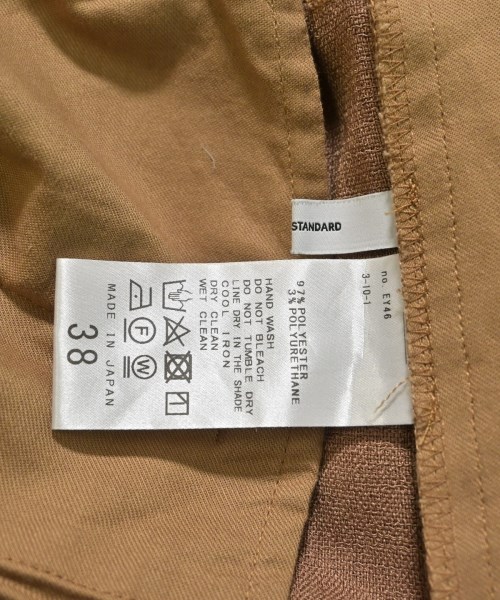 STANDARD
no. EY46
3-10-1
97% POLYESTER
3% POLYURETHANE
HAND WASH
DO NOT BLEACH
DO NOT TUMBLE DRY
LINE DRY IN THE SHADE
COOL IRON
DRY CLEAN
WET CLEAN
F W
MADE IN JAPAN
38